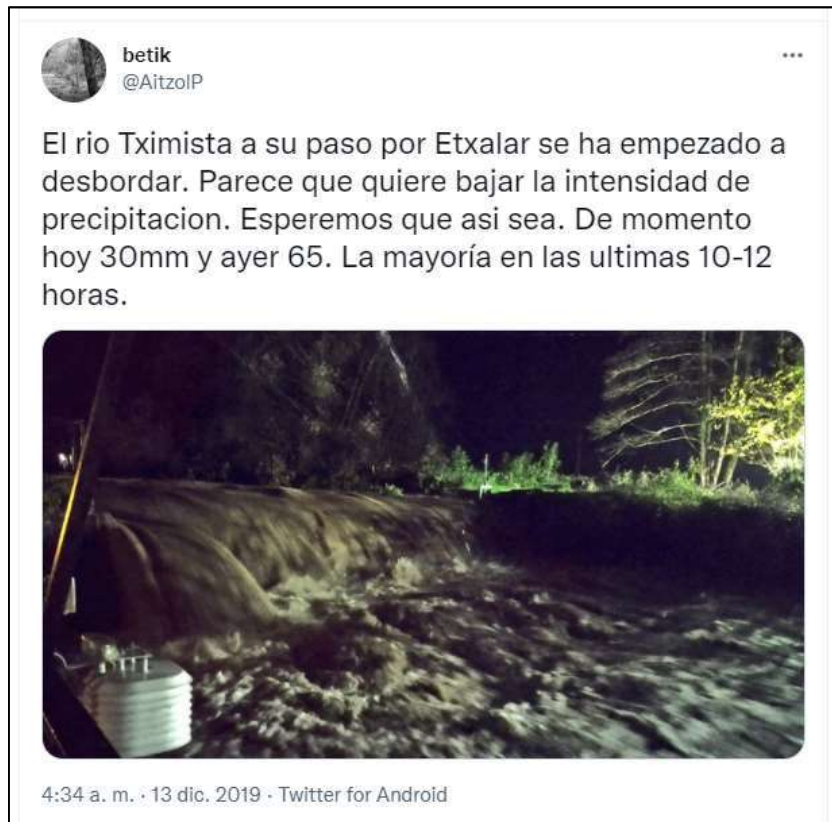 betik
@AitzolP
El rio Tximista a su paso por Etxalar se ha empezado a
desbordar. Parece que quiere bajar la intensidad de
precipitacion. Esperemos que asi sea. De momento
hoy 30mm y ayer 65. La mayoría en las ultimas 10-12
horas.
4:34 a. m. · 13 dic. 2019 · Twitter for Android